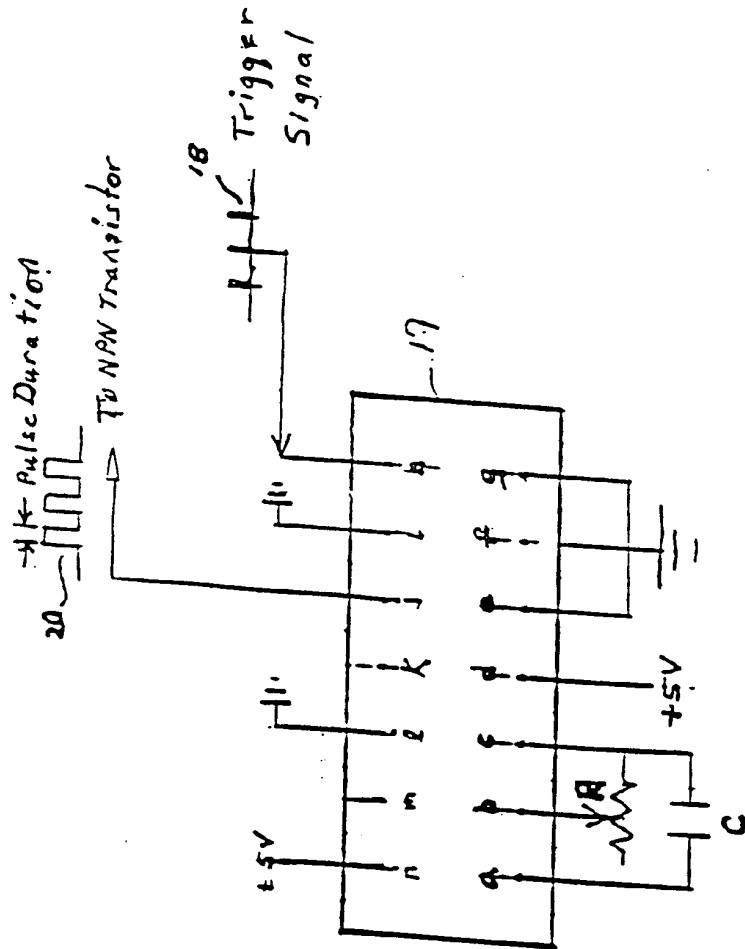 Pulse Duration
20
To NPN Transistor
18
Trigger
Signal
17
+5V
n
m
l
k
j
i
h
a
b
c
d
e
f
g
R
C
+5V